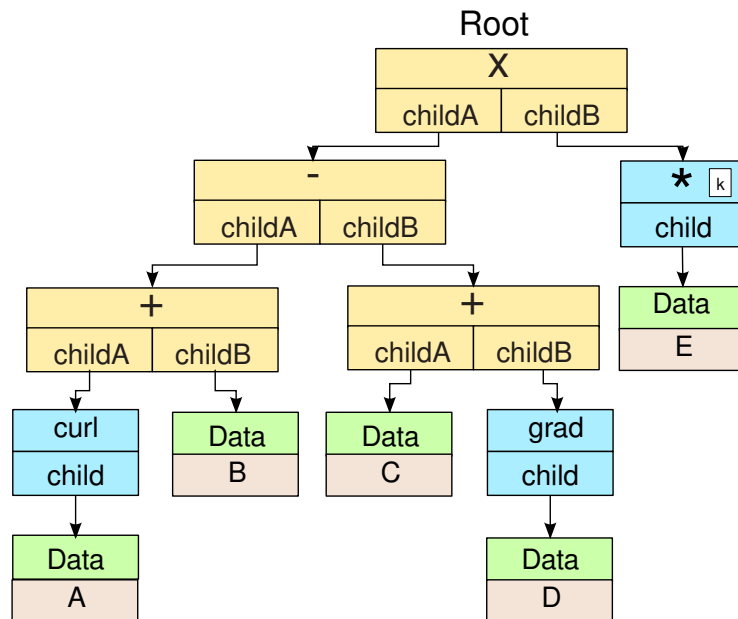 Root
X
childA childB
- * k
childA childB child
+ + Data
childA childB childA childB E
curl Data Data grad
child B C child
Data Data
A D